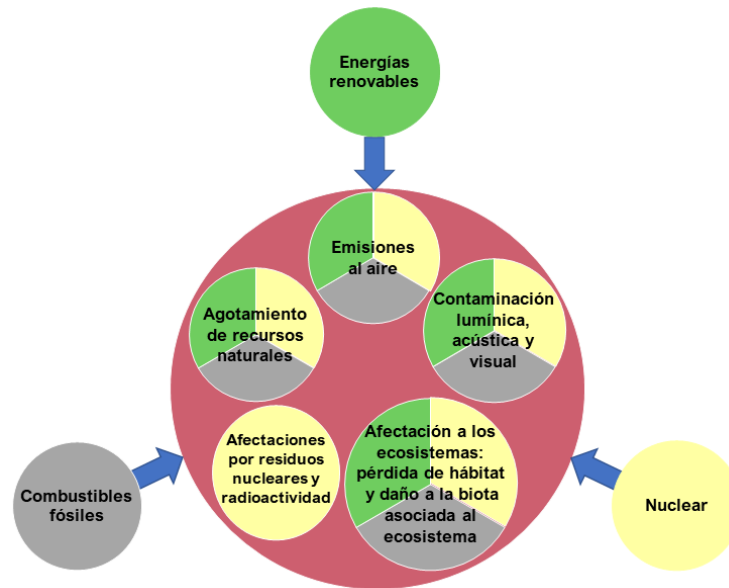 Energías
renovables
Emisiones
al aire
Contaminación
lumínica,
acústica y
visual
Agotamiento
de recursos
naturales
Afectaciones
por residuos
nucleares y
radioactividad
Afectación a los
ecosistemas:
pérdida de hábitat
y daño a la biota
asociada al
ecosistema
Combustibles
fósiles
Nuclear